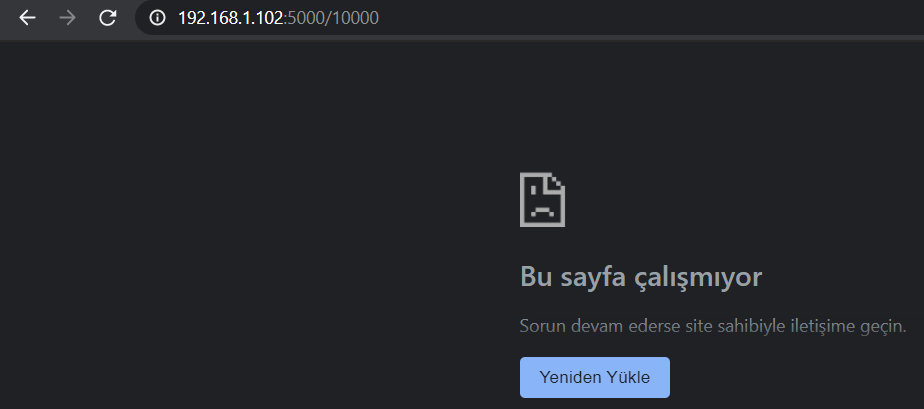 192.168.1.102:5000/10000
Bu sayfa çalışmıyor
Sorun devam ederse site sahibiyle iletişime geçin.
Yeniden Yükle